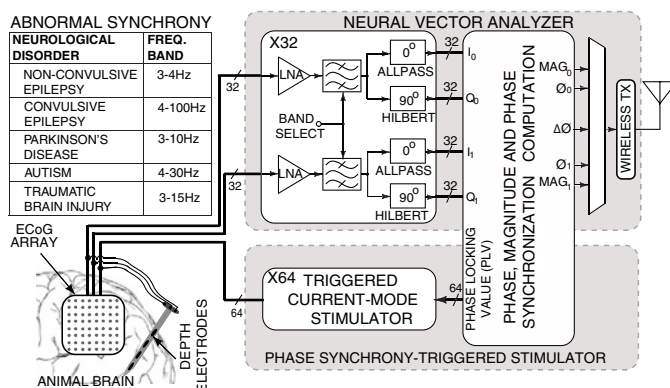 ABNORMAL SYNCHRONY
NEUROLOGICAL DISORDER FREQ. BAND
NON-CONVULSIVE EPILEPSY 3-4Hz
CONVULSIVE EPILEPSY 4-100Hz
PARKINSON'S DISEASE 3-10Hz
AUTISM 4-30Hz
TRAUMATIC BRAIN INJURY 3-15Hz
ECoG
ARRAY
ANIMAL BRAIN
DEPTH
ELECTRODES
NEURAL VECTOR ANALYZER
X32
32
LNA
0°
ALLPASS
90°
HILBERT
BAND
SELECT
32
LNA
0°
ALLPASS
90°
HILBERT
32
I0
32
Q0
32
I1
32
Q1
PHASE, MAGNITUDE AND PHASE
SYNCHRONIZATION COMPUTATION
PHASE LOCKING
VALUE (PLV)
MAG0
Ø0
ΔØ
Ø1
MAG1
WIRELESS TX
64
X64 TRIGGERED
CURRENT-MODE
STIMULATOR
64
PHASE SYNCHRONY-TRIGGERED STIMULATOR